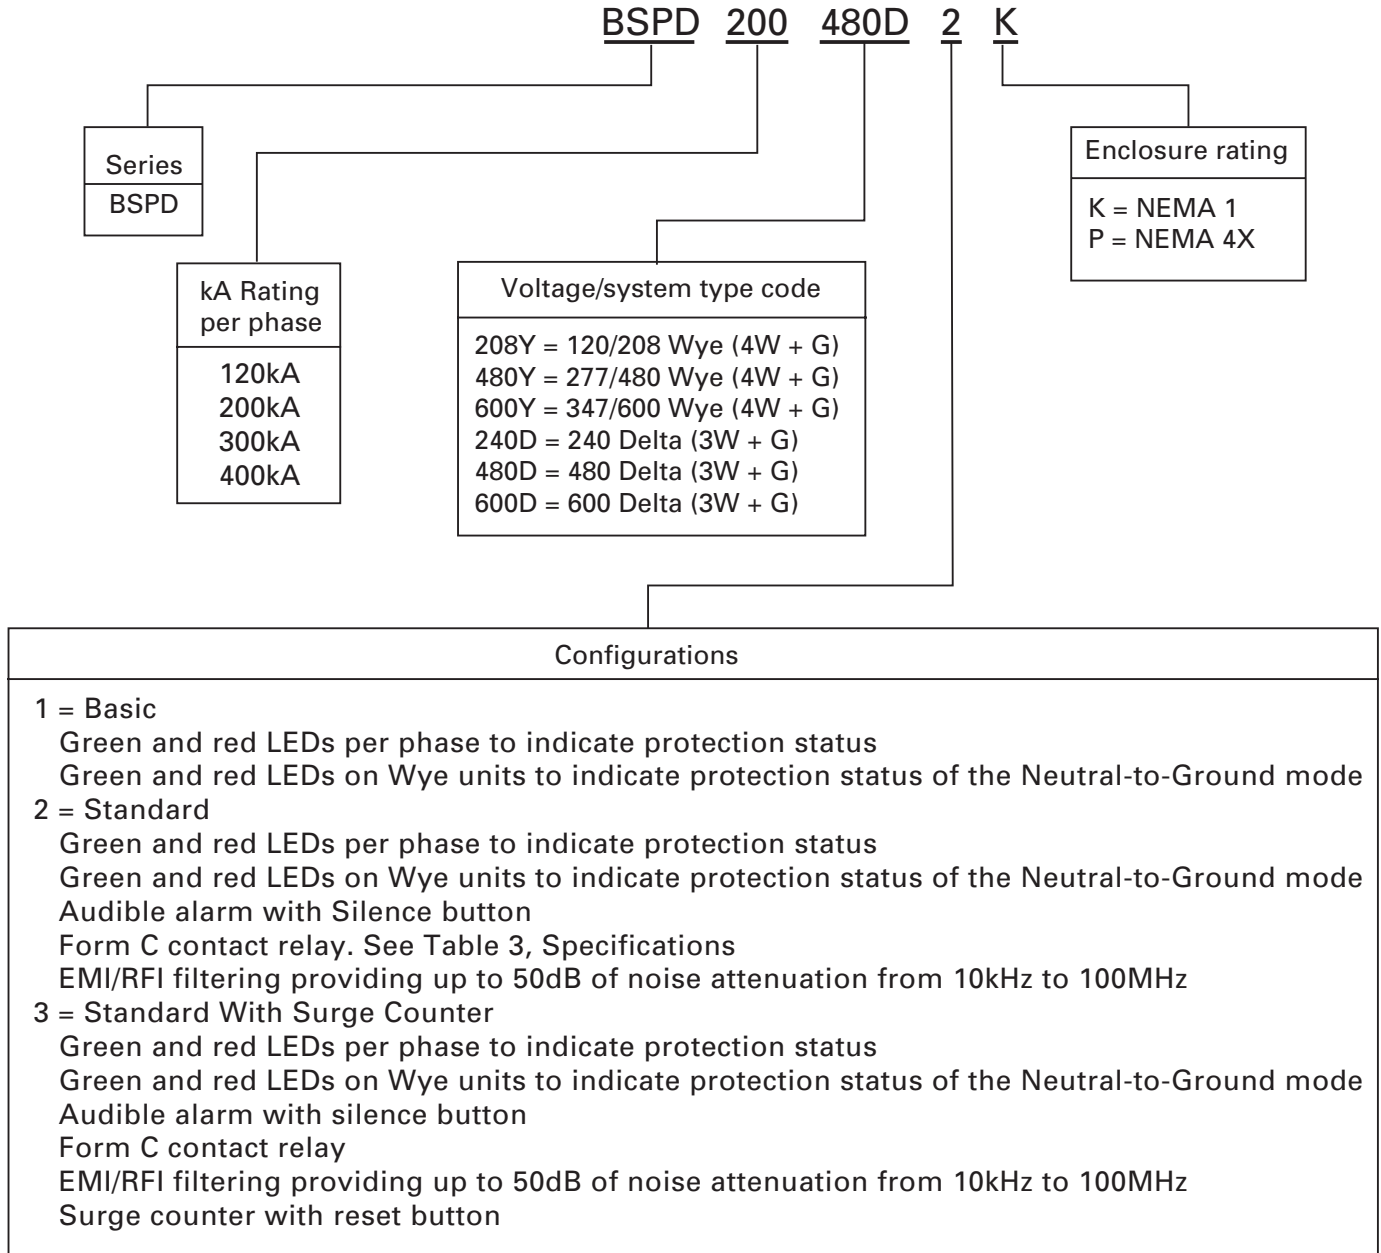 BSPD 200 480D 2 K
Series
BSPD
kA Rating
per phase
120kA
200kA
300kA
400kA
Voltage/system type code
208Y = 120/208 Wye (4W + G)
480Y = 277/480 Wye (4W + G)
600Y = 347/600 Wye (4W + G)
240D = 240 Delta (3W + G)
480D = 480 Delta (3W + G)
600D = 600 Delta (3W + G)
Enclosure rating
K = NEMA 1
P = NEMA 4X
Configurations
1 = Basic
Green and red LEDs per phase to indicate protection status
Green and red LEDs on Wye units to indicate protection status of the Neutral-to-Ground mode
2 = Standard
Green and red LEDs per phase to indicate protection status
Green and red LEDs on Wye units to indicate protection status of the Neutral-to-Ground mode
Audible alarm with Silence button
Form C contact relay. See Table 3, Specifications
EMI/RFI filtering providing up to 50dB of noise attenuation from 10kHz to 100MHz
3 = Standard With Surge Counter
Green and red LEDs per phase to indicate protection status
Green and red LEDs on Wye units to indicate protection status of the Neutral-to-Ground mode
Audible alarm with silence button
Form C contact relay
EMI/RFI filtering providing up to 50dB of noise attenuation from 10kHz to 100MHz
Surge counter with reset button